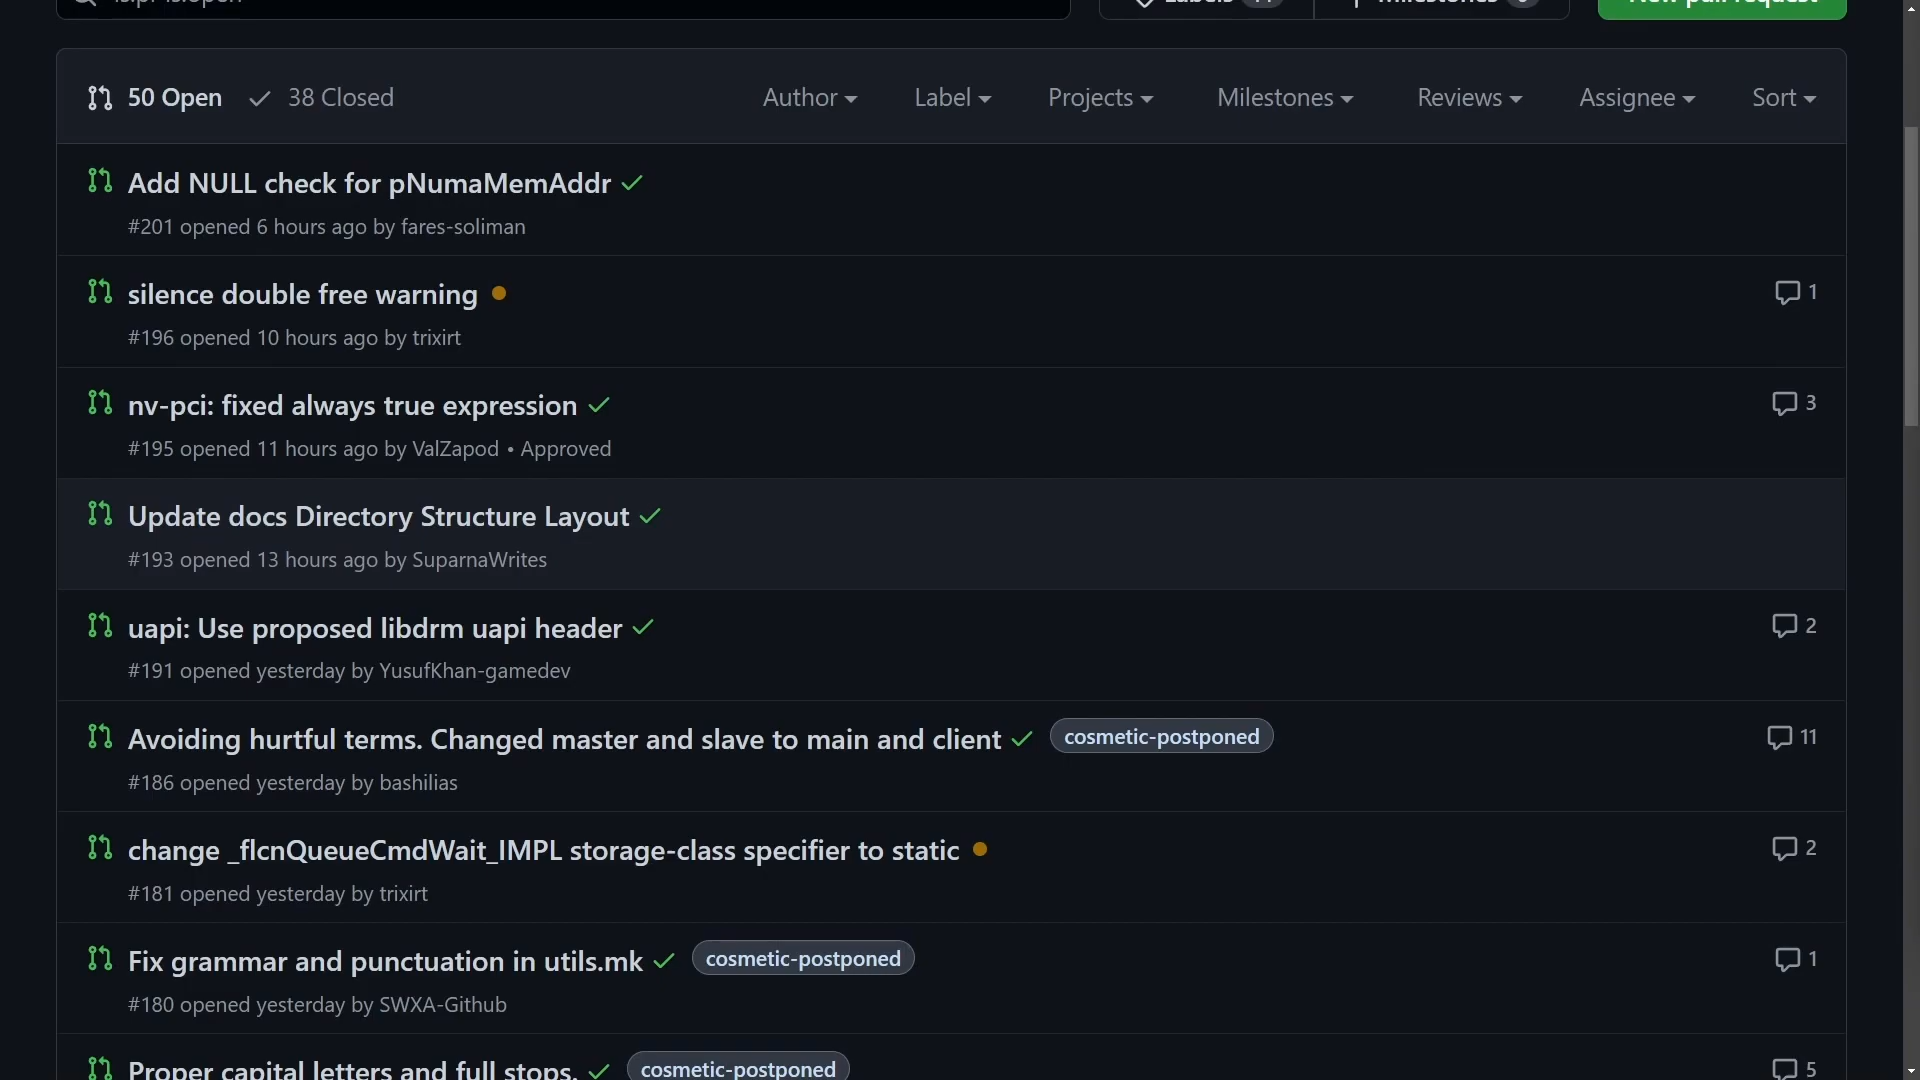 50 Open 38 Closed Author Label Projects Milestones Reviews Assignee Sort
Add NULL check for pNumaMemAddr
#201 opened 6 hours ago by fares-soliman
silence double free warning 1
#196 opened 10 hours ago by trixirt
nv-pci: fixed always true expression 3
#195 opened 11 hours ago by ValZapod • Approved
Update docs Directory Structure Layout
#193 opened 13 hours ago by SuparnaWrites
uapi: Use proposed libdrm uapi header 2
#191 opened yesterday by YusufKhan-gamedev
Avoiding hurtful terms. Changed master and slave to main and client cosmetic-postponed 11
#186 opened yesterday by bashilias
change _flcnQueueCmdWait_IMPL storage-class specifier to static 2
#181 opened yesterday by trixirt
Fix grammar and punctuation in utils.mk cosmetic-postponed 1
#180 opened yesterday by SWXA-Github
Proper capital letters and full stops. cosmetic-postponed 5